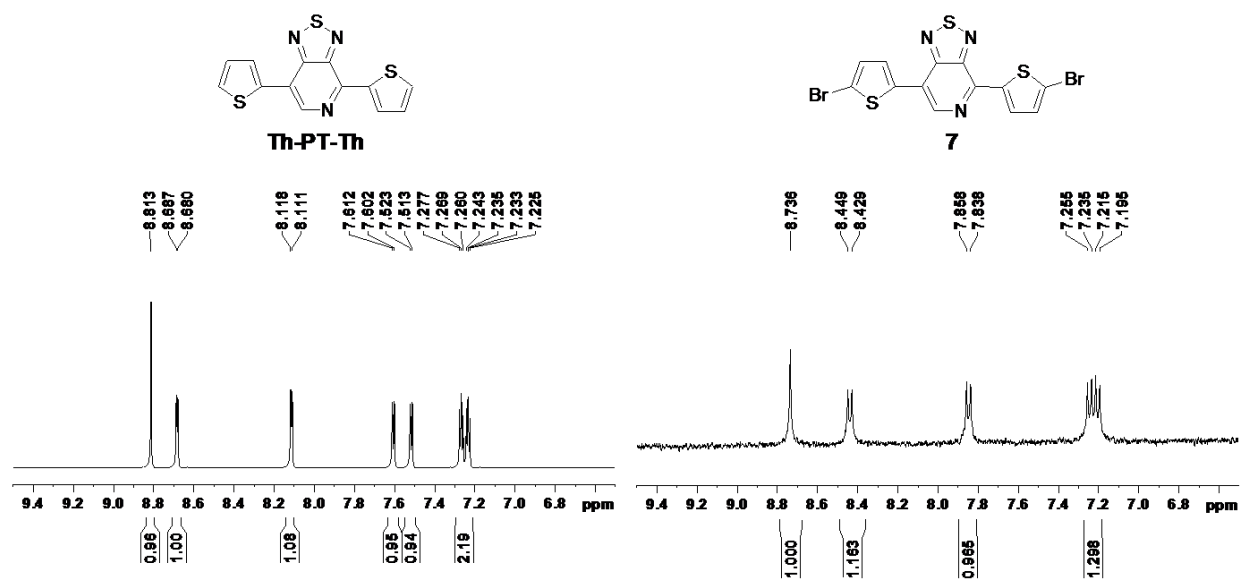 S
N N
S
S
N
Th-PT-Th
S
N N
S
Br
Br
S
N
7
8.813
8.687
8.680
8.118
8.111
7.612
7.602
7.523
7.513
7.277
7.269
7.260
7.243
7.235
7.233
7.225
8.736
8.449
8.429
7.858
7.838
7.255
7.235
7.215
7.195
9.4 9.2 9.0 8.8 8.6 8.4 8.2 8.0 7.8 7.6 7.4 7.2 7.0 6.8 ppm
9.4 9.2 9.0 8.8 8.6 8.4 8.2 8.0 7.8 7.6 7.4 7.2 7.0 6.8 ppm
0.96
1.00
1.08
0.95
0.94
2.19
1.000
1.163
0.965
1.298